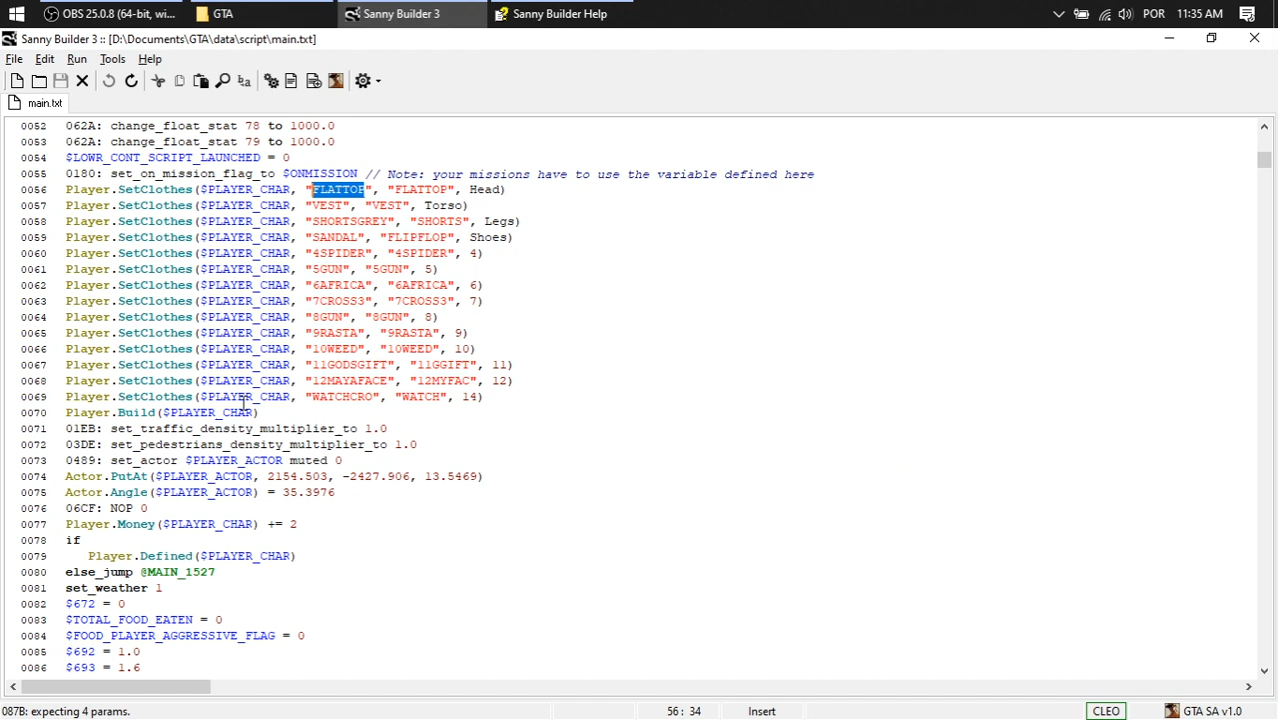 OBS 25.0.8 (64-bit, wi...
GTA
Sanny Builder 3
Sanny Builder Help
POR
11:35 AM
Sanny Builder 3 :: [D:\Documents\GTA\data\script\main.txt]
File Edit Run Tools Help
main.txt
0052 062A: change_float_stat 78 to 1000.0
0053 062A: change_float_stat 79 to 1000.0
0054 $LOWR_CONT_SCRIPT_LAUNCHED = 0
0055 0180: set_on_mission_flag_to $ONMISSION // Note: your missions have to use the variable defined here
0056 Player.SetClothes($PLAYER_CHAR, "FLATTOP", "FLATTOP", Head)
0057 Player.SetClothes($PLAYER_CHAR, "VEST", "VEST", Torso)
0058 Player.SetClothes($PLAYER_CHAR, "SHORTSGREY", "SHORTS", Legs)
0059 Player.SetClothes($PLAYER_CHAR, "SANDAL", "FLIPFLOP", Shoes)
0060 Player.SetClothes($PLAYER_CHAR, "4SPIDER", "4SPIDER", 4)
0061 Player.SetClothes($PLAYER_CHAR, "5GUN", "5GUN", 5)
0062 Player.SetClothes($PLAYER_CHAR, "6AFRICA", "6AFRICA", 6)
0063 Player.SetClothes($PLAYER_CHAR, "7CROSS3", "7CROSS3", 7)
0064 Player.SetClothes($PLAYER_CHAR, "8GUN", "8GUN", 8)
0065 Player.SetClothes($PLAYER_CHAR, "9RASTA", "9RASTA", 9)
0066 Player.SetClothes($PLAYER_CHAR, "10WEED", "10WEED", 10)
0067 Player.SetClothes($PLAYER_CHAR, "11GODSGIFT", "11GGIFT", 11)
0068 Player.SetClothes($PLAYER_CHAR, "12MAYAFACE", "12MYFAC", 12)
0069 Player.SetClothes($PLAYER_CHAR, "WATCHCRO", "WATCH", 14)
0070 Player.Build($PLAYER_CHAR)
0071 01EB: set_traffic_density_multiplier_to 1.0
0072 03DE: set_pedestrians_density_multiplier_to 1.0
0073 0489: set_actor $PLAYER_ACTOR muted 0
0074 Actor.PutAt($PLAYER_ACTOR, 2154.503, -2427.906, 13.5469)
0075 Actor.Angle($PLAYER_ACTOR) = 35.3976
0076 06CF: NOP 0
0077 Player.Money($PLAYER_CHAR) += 2
0078 if
0079 Player.Defined($PLAYER_CHAR)
0080 else_jump @MAIN_1527
0081 set_weather 1
0082 $672 = 0
0083 $TOTAL_FOOD_EATEN = 0
0084 $FOOD_PLAYER_AGGRESSIVE_FLAG = 0
0085 $692 = 1.0
0086 $693 = 1.6
087B: expecting 4 params.
56: 34
Insert
CLEO
GTA SA v1.0